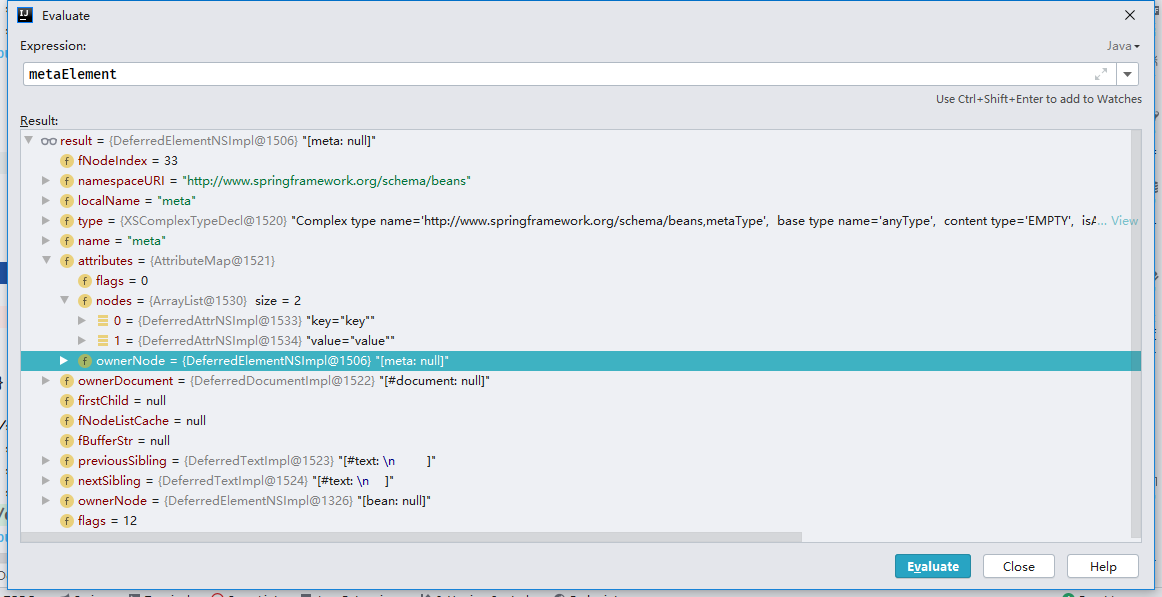 Evaluate
Expression:
Java
metaElement
Use Ctrl+Shift+Enter to add to Watches
Result:
result = {DeferredElementNSImpl@1506} "[meta: null]"
fNodeIndex = 33
namespaceURI = "http://www.springframework.org/schema/beans"
localName = "meta"
type = {XSComplexTypeDecl@1520} "Complex type name='http://www.springframework.org/schema/beans,metaType', base type name='anyType', content type='EMPTY', isA... View
name = "meta"
attributes = {AttributeMap@1521}
flags = 0
nodes = {ArrayList@1530} size = 2
0 = {DeferredAttrNSImpl@1533} "key="key""
1 = {DeferredAttrNSImpl@1534} "value="value""
ownerNode = {DeferredElementNSImpl@1506} "[meta: null]"
ownerDocument = {DeferredDocumentImpl@1522} "[#document: null]"
firstChild = null
fNodeListCache = null
fBufferStr = null
previousSibling = {DeferredTextImpl@1523} "[#text: \n ]"
nextSibling = {DeferredTextImpl@1524} "[#text: \n ]"
ownerNode = {DeferredElementNSImpl@1326} "[bean: null]"
flags = 12
Evaluate Close Help